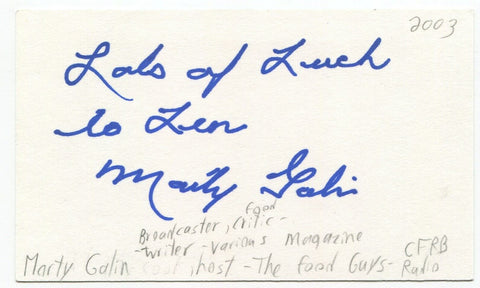 2003
Lots of Luck
to Len
Marty Galin
Food
Broadcaster, Critic -
- Writer - Various Magazine
Marty Galin host - The Food Guys - CFRB
Radio